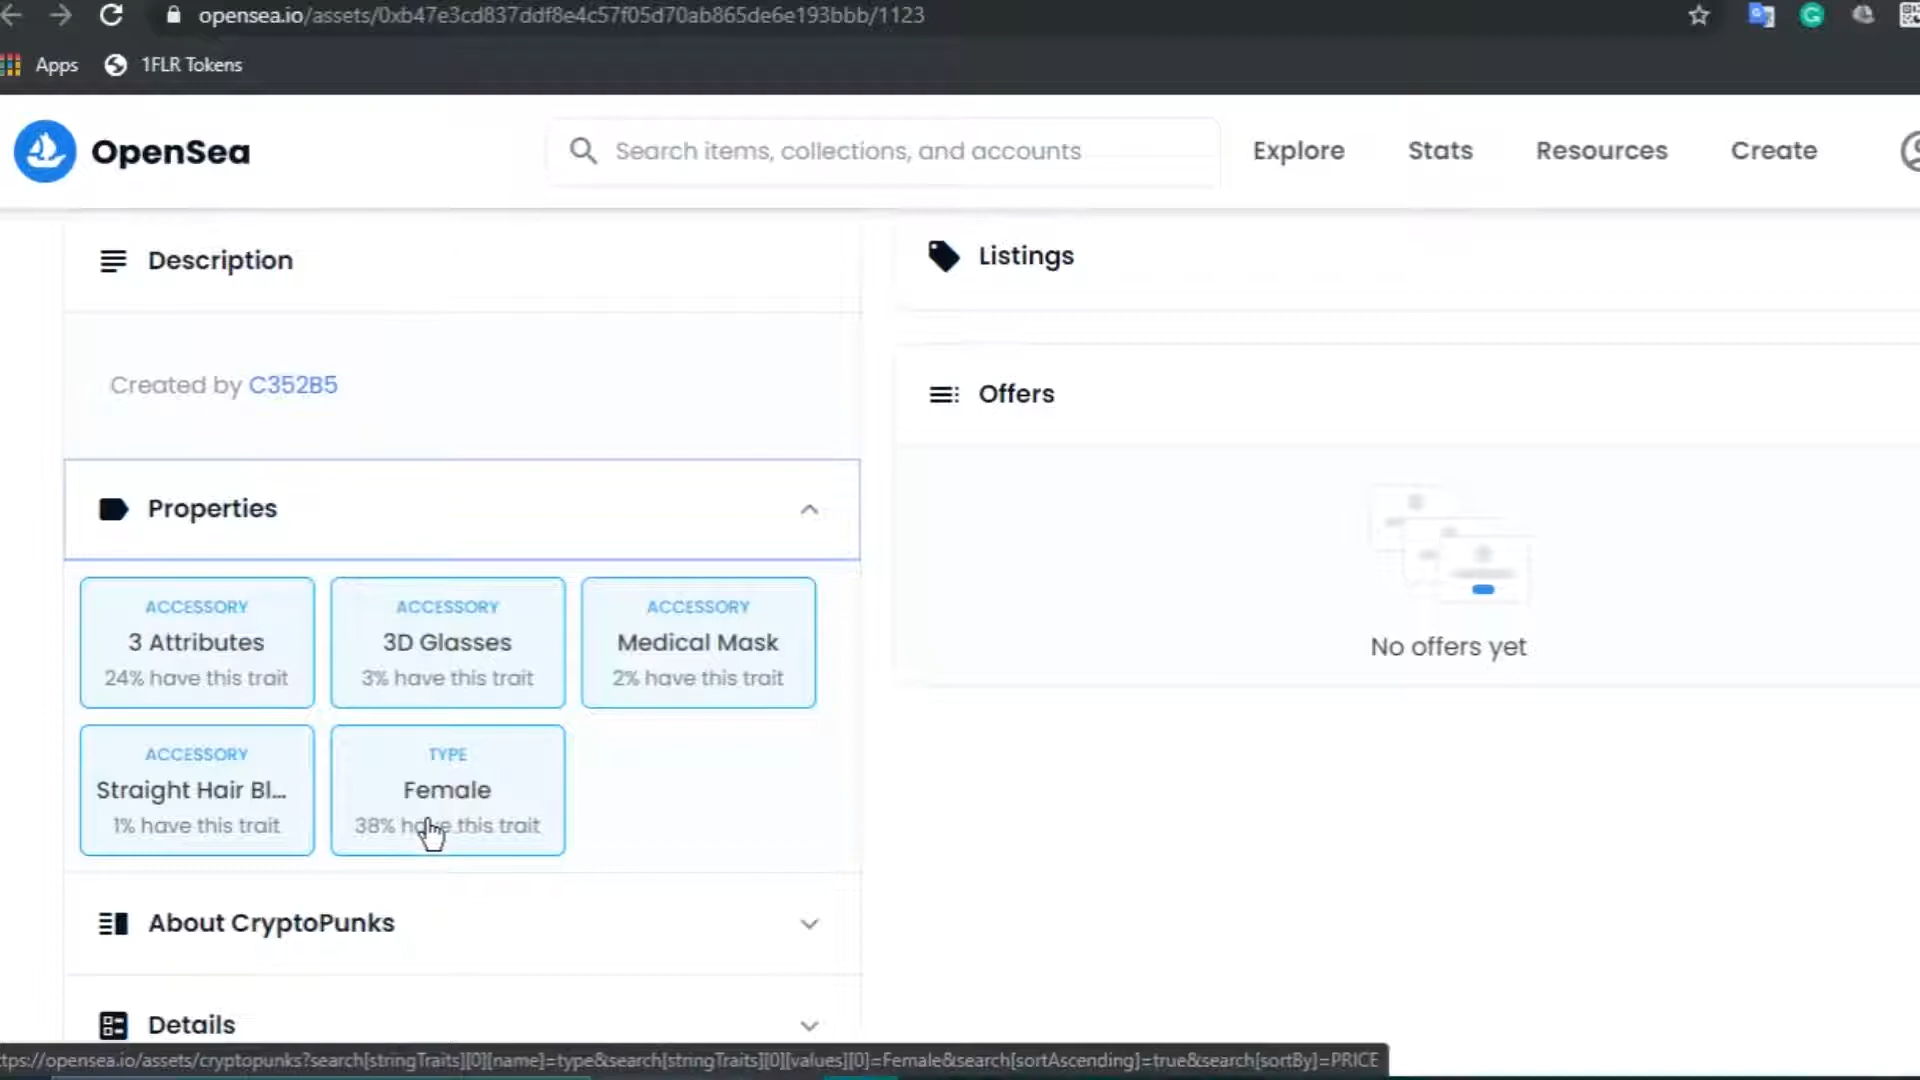 opensea.io/assets/0xb47e3cd837ddf8e4c57f05d70ab865de6e193bbb/1123
Apps
1FLR Tokens
OpenSea
Search items, collections, and accounts
Explore
Stats
Resources
Create
Description
Created by C352B5
Properties
ACCESSORY
3 Attributes
24% have this trait
ACCESSORY
3D Glasses
3% have this trait
ACCESSORY
Medical Mask
2% have this trait
ACCESSORY
Straight Hair Bl...
1% have this trait
TYPE
Female
38% have this trait
About CryptoPunks
Details
Listings
Offers
No offers yet
tps://opensea.io/assets/cryptopunks?search[stringTraits][0][name]=type&search[stringTraits][0][values][0]=Female&search[sortAscending]=true&search[sortBy]=PRICE